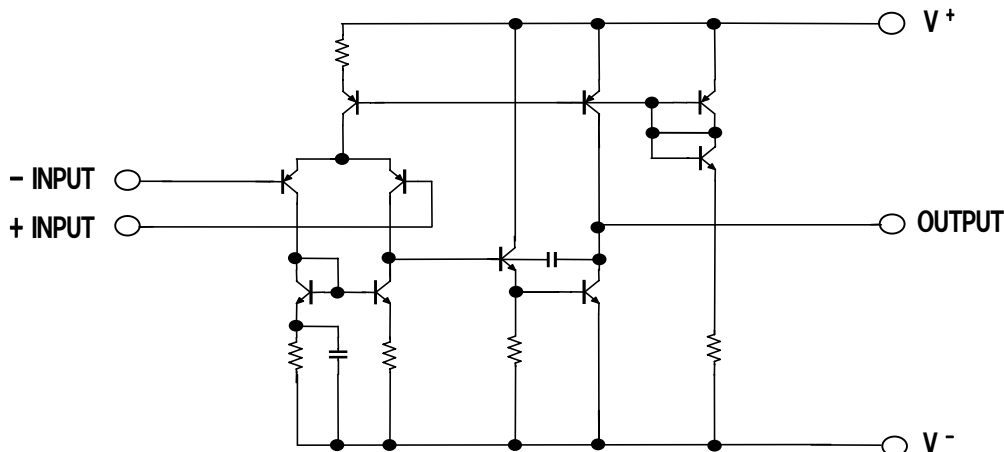 V+
- INPUT
+ INPUT
OUTPUT
V-